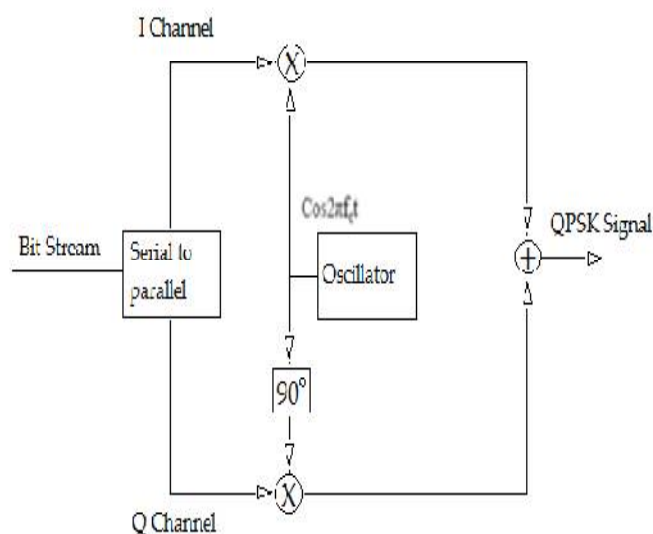 I Channel
X
Cos2πfct
QPSK Signal
Bit Stream
Serial to
parallel
Oscillator
+
90°
X
Q Channel